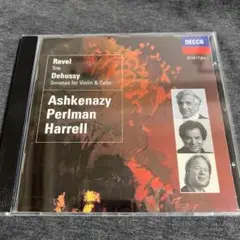 DECCA
Ravel
Trio
Debussy
Sonatas for Violin & Cello
Ashkenazy
Perlman
Harrell